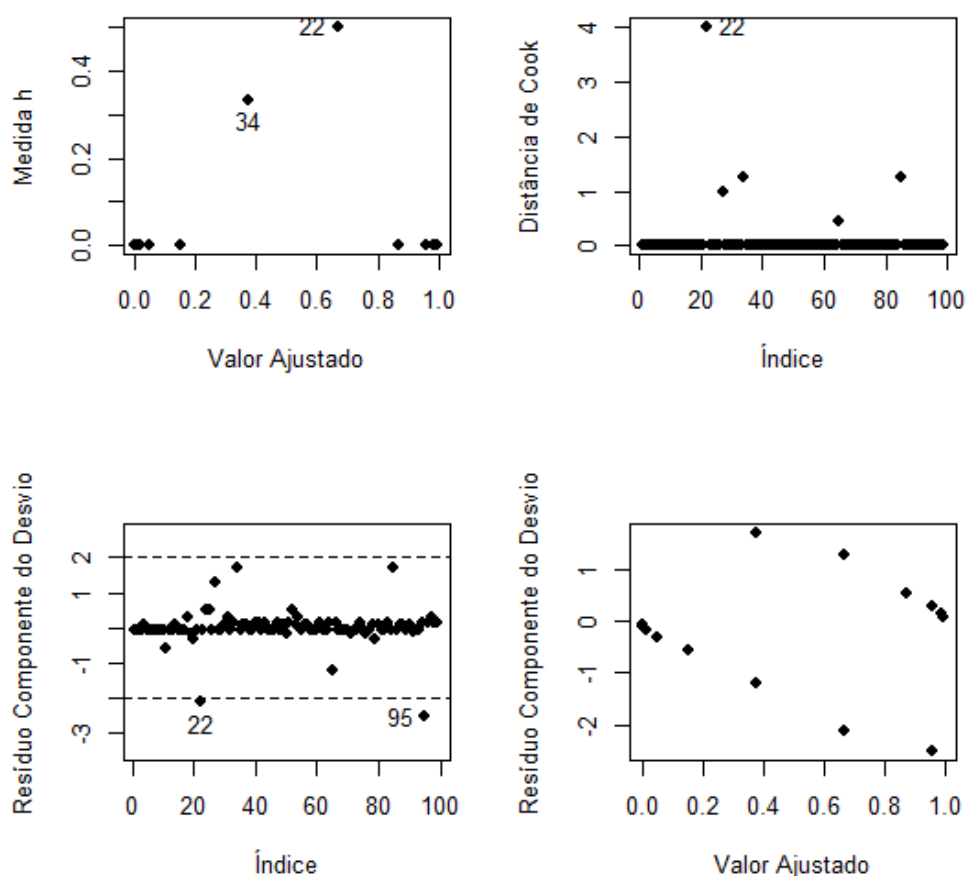 Medida h
0.0
0.2
0.4
22
34
0.0 0.2 0.4 0.6 0.8 1.0
Valor Ajustado
Distância de Cook
0
1
2
3
4
22
0 20 40 60 80 100
Índice
Resíduo Componente do Desvio
-3
-1
1
2
22
95
0 20 40 60 80 100
Índice
Resíduo Componente do Desvio
-2
-1
0
1
0.0 0.2 0.4 0.6 0.8 1.0
Valor Ajustado